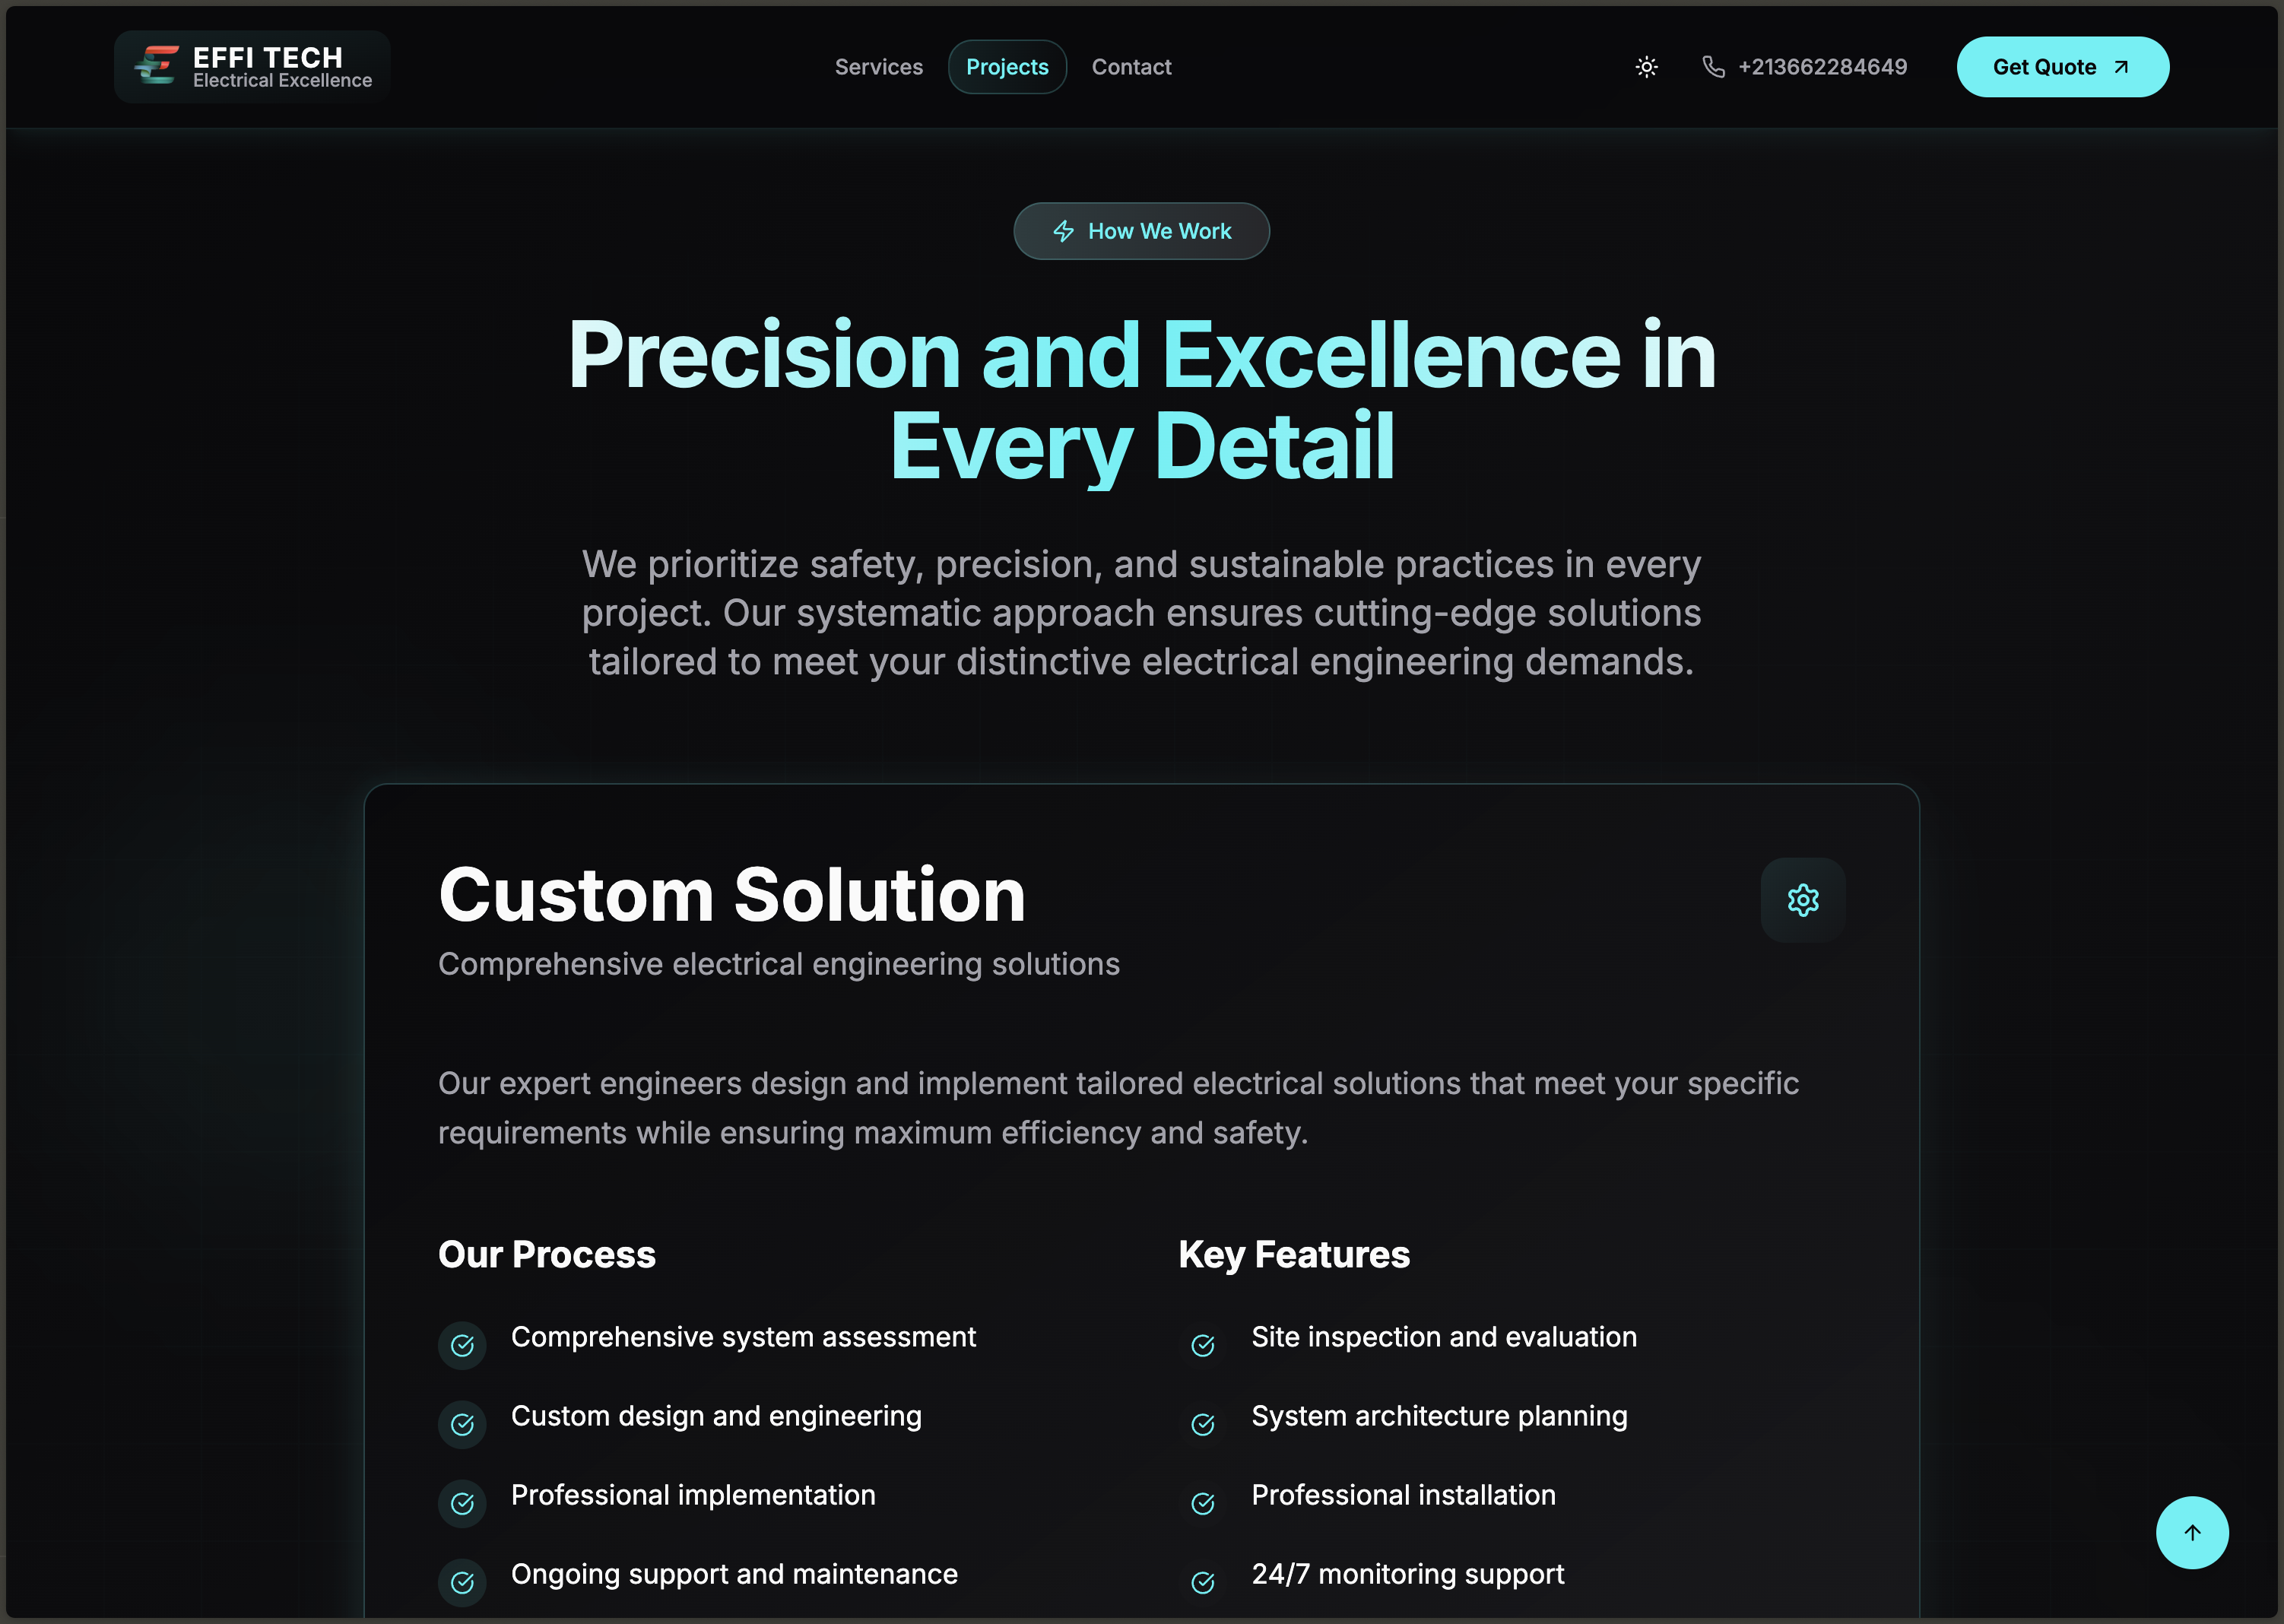 EFFI TECH
Electrical Excellence
Services
Projects
Contact
+213662284649
Get Quote
How We Work
Precision and Excellence in
Every Detail
We prioritize safety, precision, and sustainable practices in every
project. Our systematic approach ensures cutting-edge solutions
tailored to meet your distinctive electrical engineering demands.
Custom Solution
Comprehensive electrical engineering solutions
Our expert engineers design and implement tailored electrical solutions that meet your specific
requirements while ensuring maximum efficiency and safety.
Our Process
Comprehensive system assessment
Custom design and engineering
Professional implementation
Ongoing support and maintenance
Key Features
Site inspection and evaluation
System architecture planning
Professional installation
24/7 monitoring support